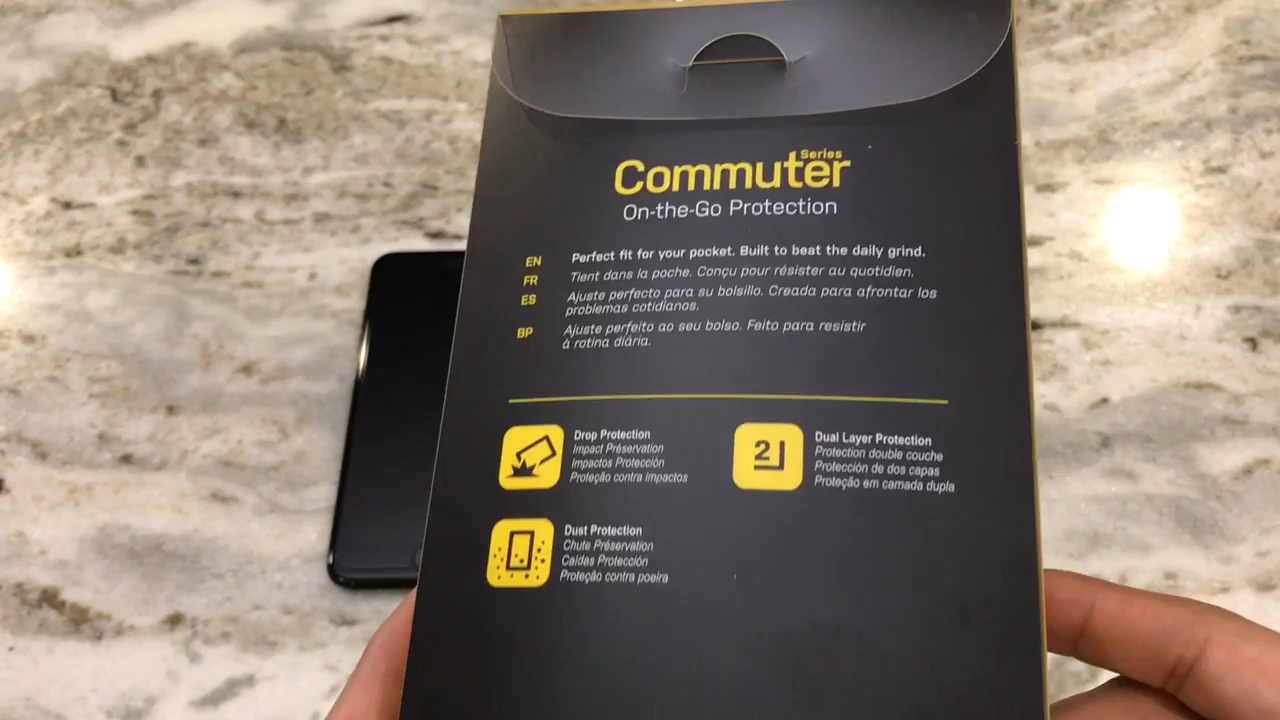 Commuter Series
On-the-Go Protection
EN Perfect fit for your pocket. Built to beat the daily grind.
FR Tient dans la poche. Conçu pour résister au quotidien.
ES Ajuste perfecto para su bolsillo. Creada para afrontar los
problemas cotidianos.
BP Ajuste perfeito ao seu bolso. Feito para resistir
à rotina diária.
Drop Protection
Impact Préservation
Impactos Protección
Proteção contra impactos
2
Dual Layer Protection
Protection double couche
Protección de dos capas
Proteção em camada dupla
Dust Protection
Chute Préservation
Caídas Protección
Proteção contra poeira